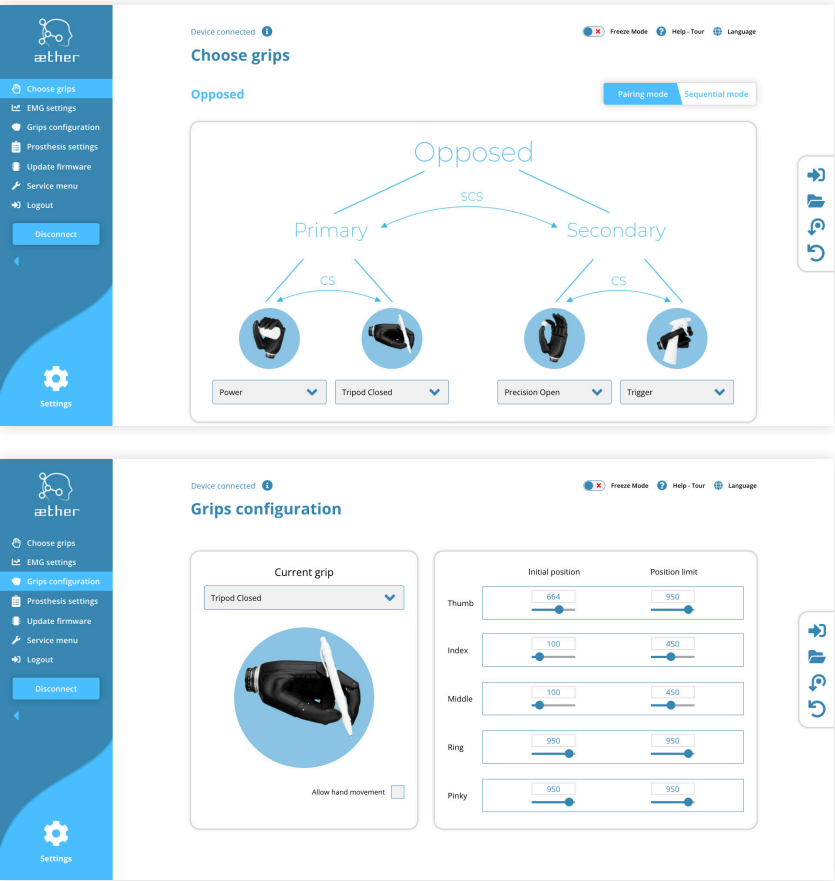 æther
Choose grips
EMG settings
Grips configuration
Prosthesis settings
Update firmware
Service menu
Logout
Disconnect
Settings
Device connected
Freeze Mode Help - Tour Language
Choose grips
Opposed
Pairing mode Sequential mode
Opposed
SCS
Primary Secondary
CS CS
Power Tripod Closed Precision Open Trigger
æther
Choose grips
EMG settings
Grips configuration
Prosthesis settings
Update firmware
Service menu
Logout
Disconnect
Settings
Device connected
Freeze Mode Help - Tour Language
Grips configuration
Current grip
Tripod Closed
Allow hand movement
Initial position Position limit
Thumb 664 950
Index 100 450
Middle 100 450
Ring 950 950
Pinky 950 950